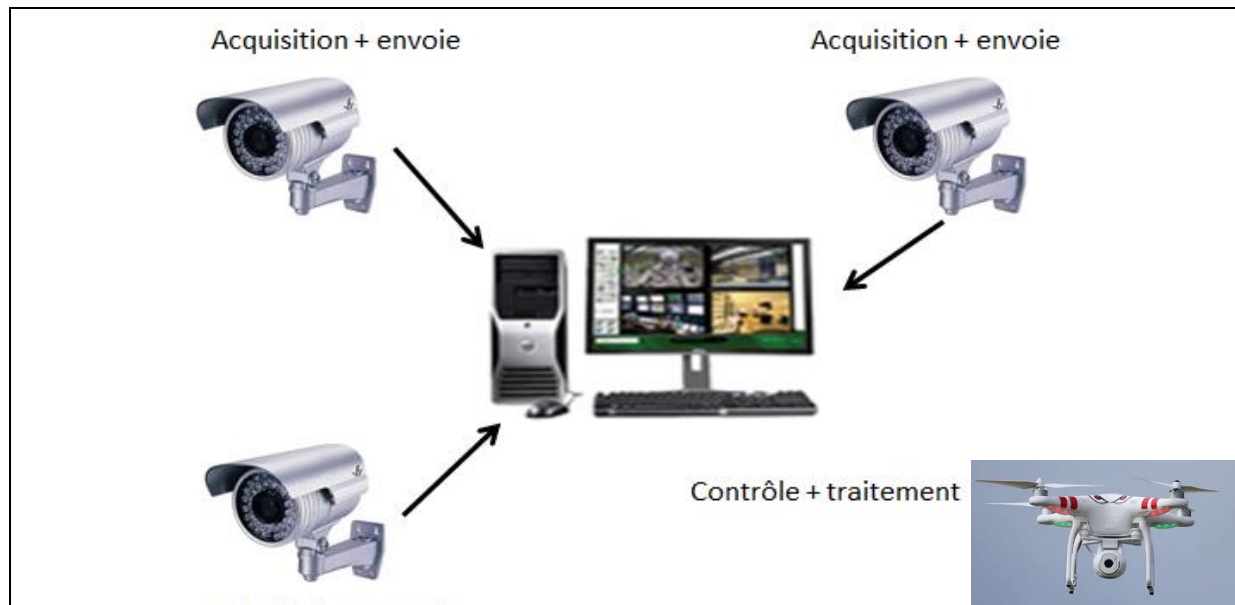 Acquisition + envoie
Acquisition + envoie
Contrôle + traitement